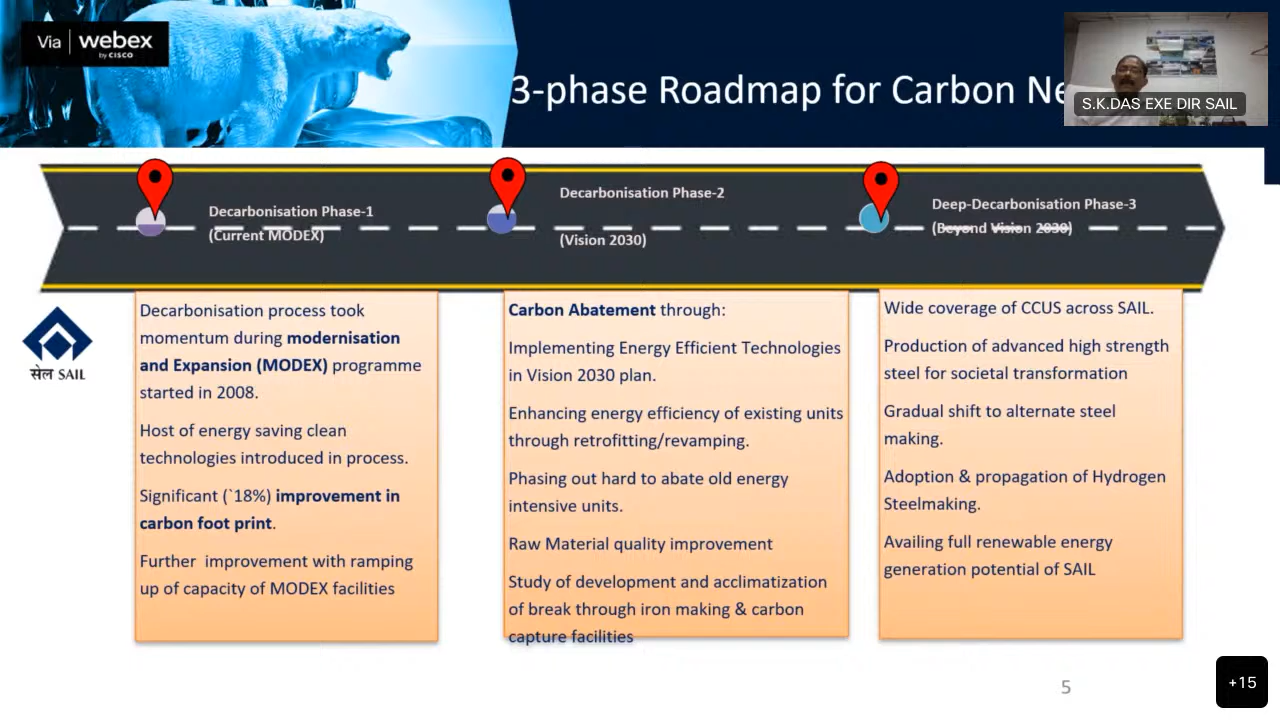 Via webex
by CISCO
3-phase Roadmap for Carbon Ne
S.K.DAS EXE DIR SAIL
Decarbonisation Phase-1
(Current MODEX)
Decarbonisation Phase-2
(Vision 2030)
Deep-Decarbonisation Phase-3
(Beyond Vision 2030)
सेल SAIL
Decarbonisation process took
momentum during modernisation
and Expansion (MODEX) programme
started in 2008.
Host of energy saving clean
technologies introduced in process.
Significant (`18%) improvement in
carbon foot print.
Further improvement with ramping
up of capacity of MODEX facilities
Carbon Abatement through:
Implementing Energy Efficient Technologies
in Vision 2030 plan.
Enhancing energy efficiency of existing units
through retrofitting/revamping.
Phasing out hard to abate old energy
intensive units.
Raw Material quality improvement
Study of development and acclimatization
of break through iron making & carbon
capture facilities
Wide coverage of CCUS across SAIL.
Production of advanced high strength
steel for societal transformation
Gradual shift to alternate steel
making.
Adoption & propagation of Hydrogen
Steelmaking.
Availing full renewable energy
generation potential of SAIL
5
+15